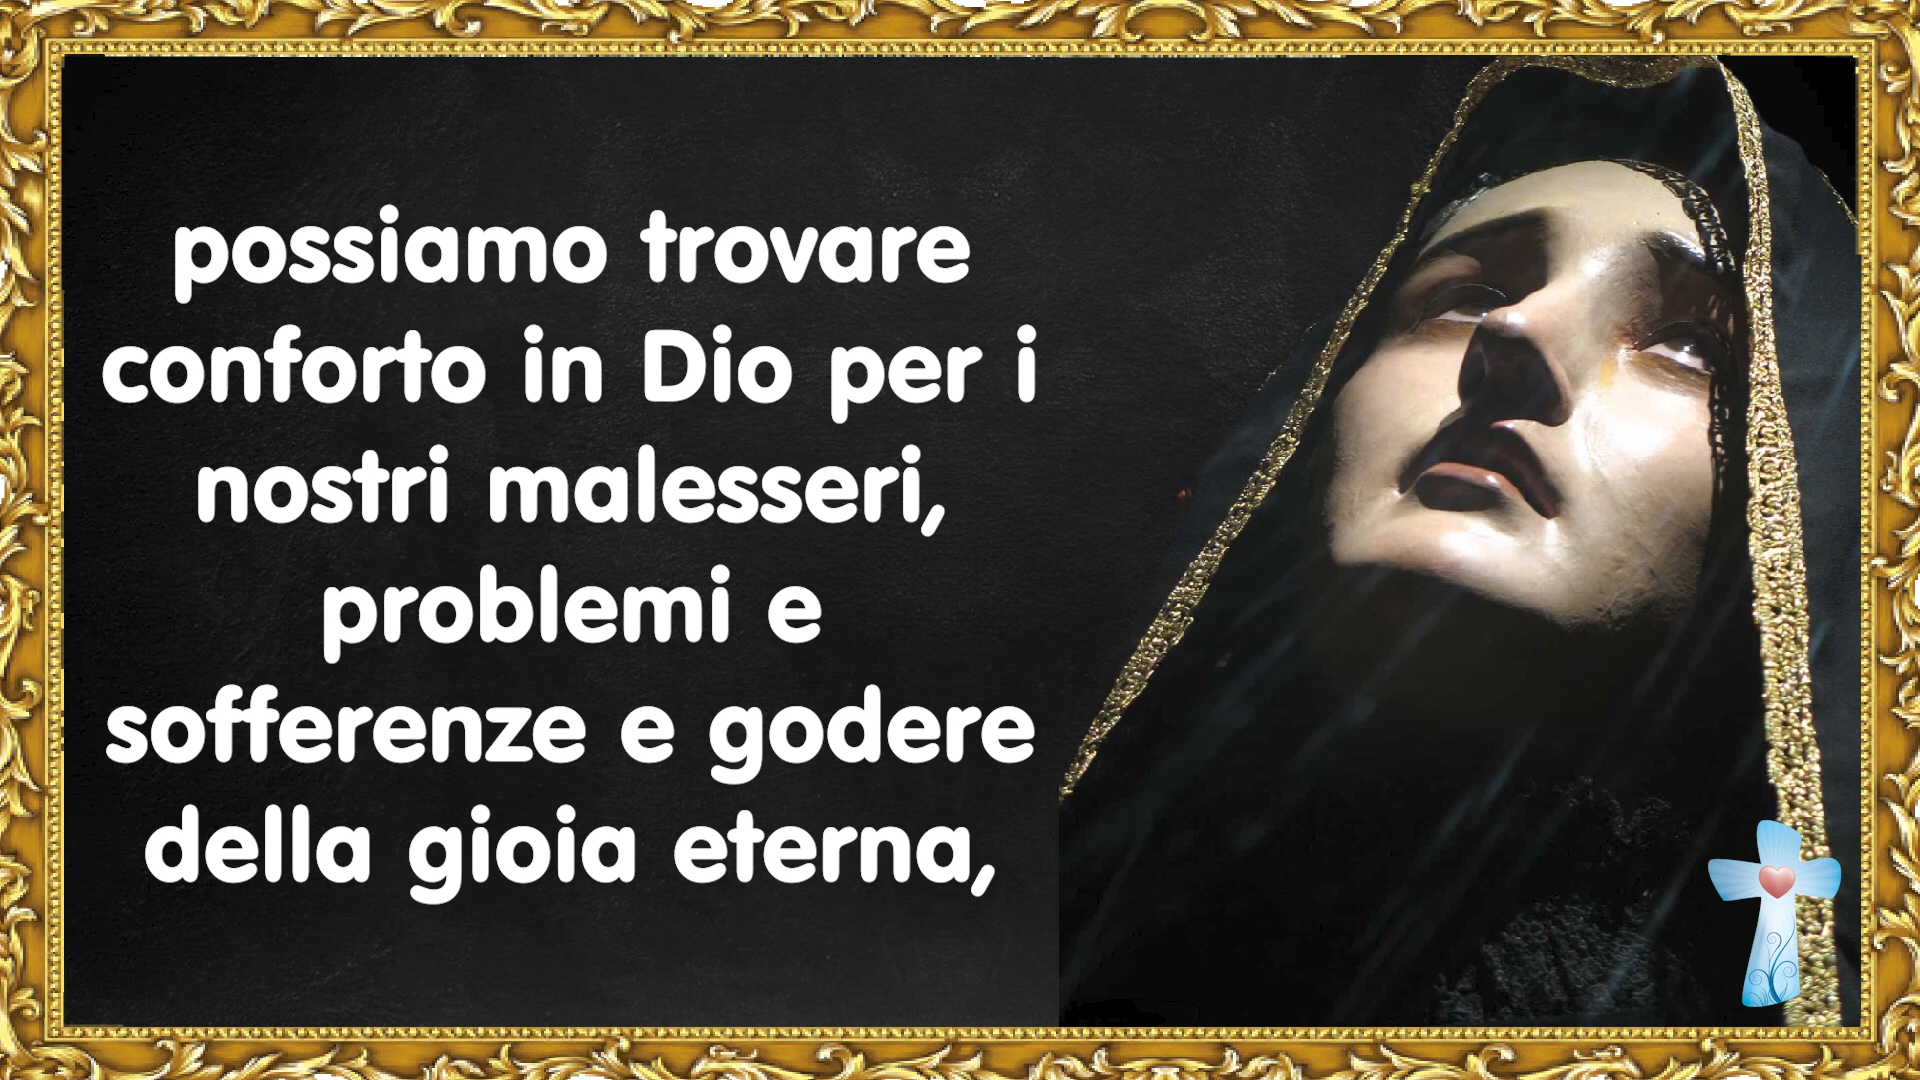 possiamo trovare
conforto in Dio per i
nostri malesseri,
problemi e
sofferenze e godere
della gioia eterna,